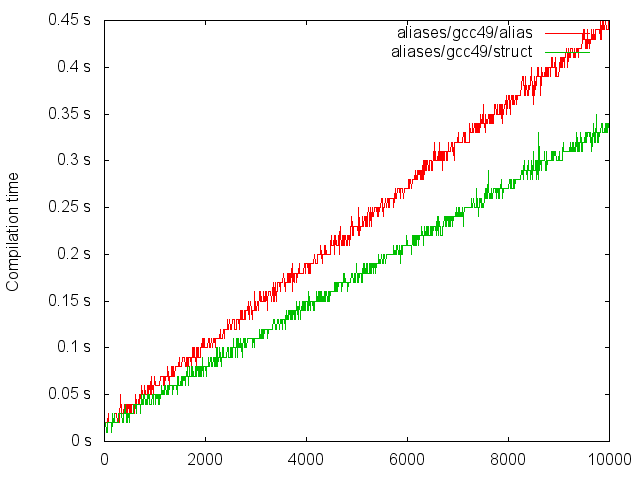 0.45 s
aliases/gcc49/alias
aliases/gcc49/struct
0.4 s
0.35 s
0.3 s
0.25 s
0.2 s
0.15 s
0.1 s
0.05 s
0 s
Compilation time
0 2000 4000 6000 8000 10000